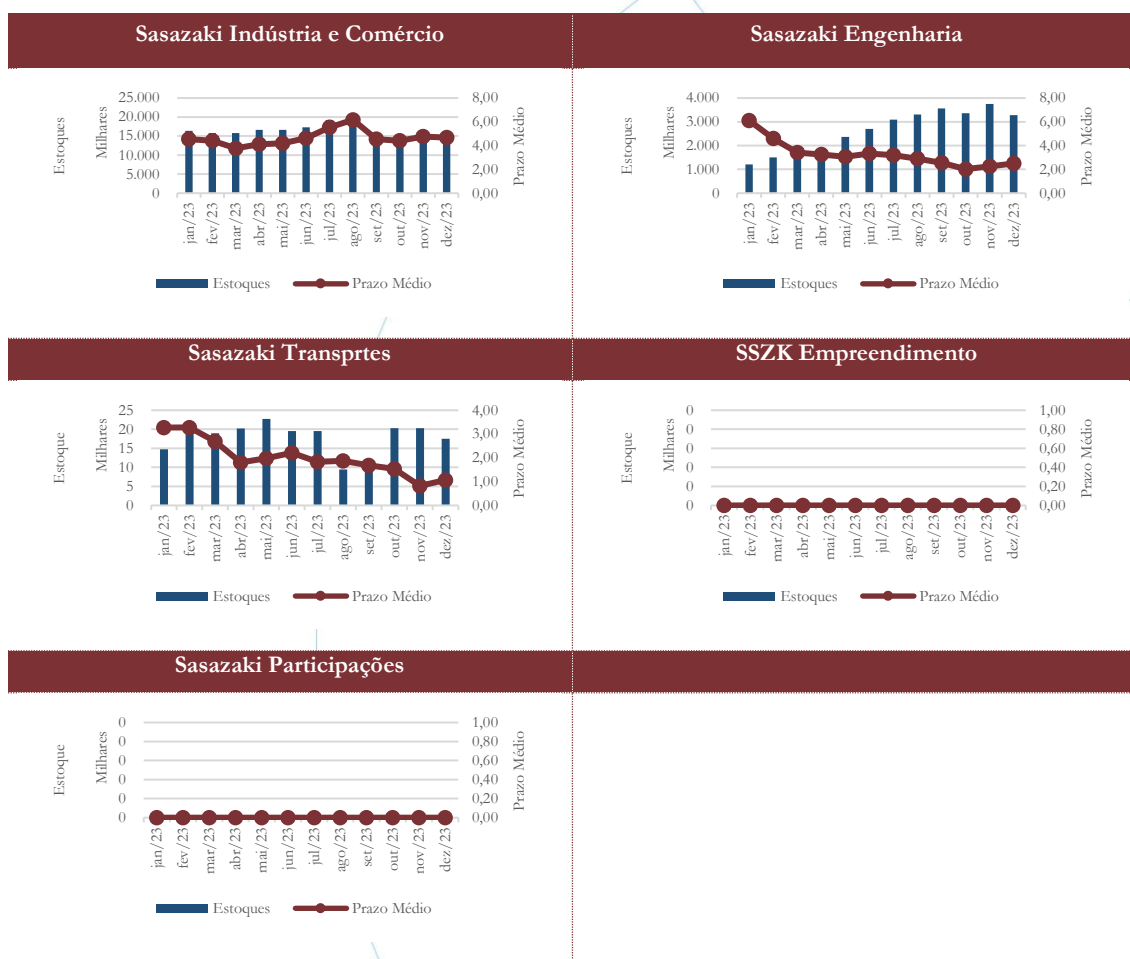 Sasazaki Indústria e Comércio
Estoques
Milhares
25.000
20.000
15.000
10.000
5.000
0
8,00
6,00
4,00
2,00
0,00
Prazo Médio
jan/23
fev/23
mar/23
abr/23
mai/23
jun/23
jul/23
ago/23
set/23
out/23
nov/23
dez/23
Estoques Prazo Médio
Sasazaki Engenharia
Estoques
Milhares
4.000
3.000
2.000
1.000
0
8,00
6,00
4,00
2,00
0,00
Prazo Médio
jan/23
fev/23
mar/23
abr/23
mai/23
jun/23
jul/23
ago/23
set/23
out/23
nov/23
dez/23
Estoques Prazo Médio
Sasazaki Transprtes
Estoque
Milhares
25
20
15
10
5
0
4,00
3,00
2,00
1,00
0,00
Prazo Médio
jan/23
fev/23
mar/23
abr/23
mai/23
jun/23
jul/23
ago/23
set/23
out/23
nov/23
dez/23
Estoques Prazo Médio
SSZK Empreendimento
Estoque
Milhares
0
0
0
0
0
0
1,00
0,80
0,60
0,40
0,20
0,00
Prazo Médio
jan/23
fev/23
mar/23
abr/23
mai/23
jun/23
jul/23
ago/23
set/23
out/23
nov/23
dez/23
Estoques Prazo Médio
Sasazaki Participações
Estoque
Milhares
0
0
0
0
0
0
1,00
0,80
0,60
0,40
0,20
0,00
Prazo Médio
jan/23
fev/23
mar/23
abr/23
mai/23
jun/23
jul/23
ago/23
set/23
out/23
nov/23
dez/23
Estoques Prazo Médio